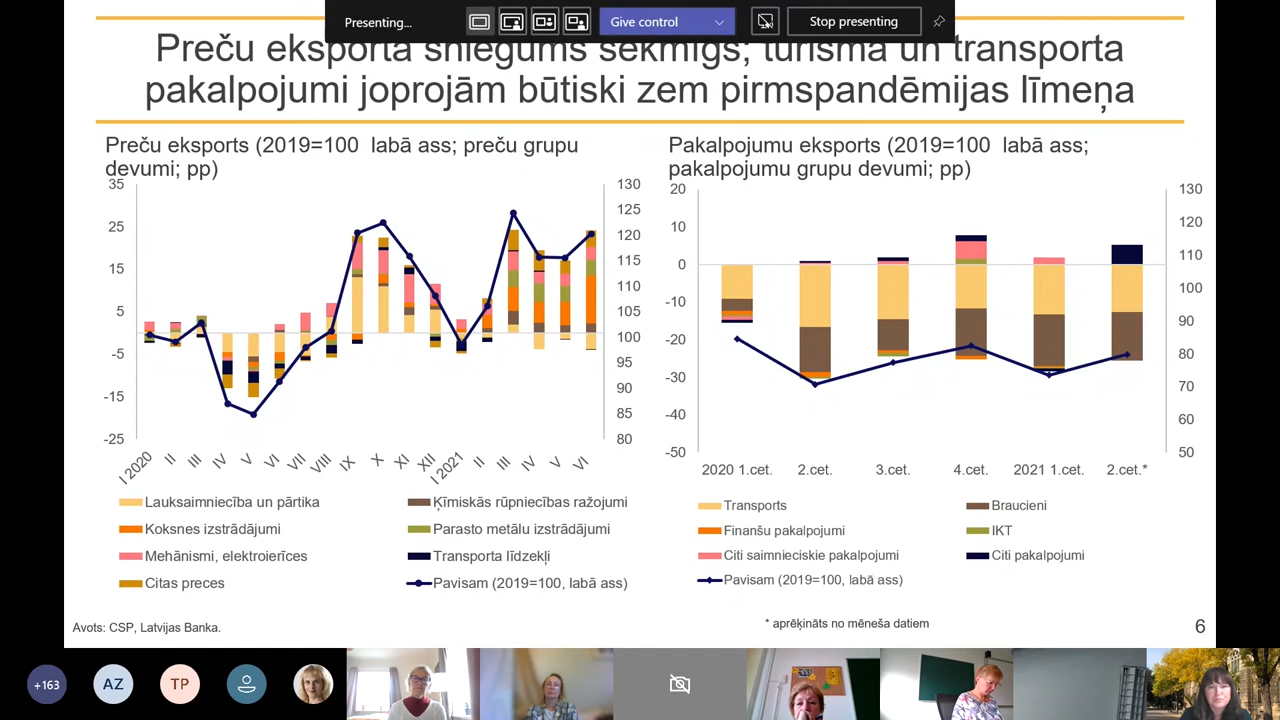 Presenting...
Give control
Stop presenting
Preču eksporta sniegums sekmīgs; tūrisma un transporta
pakalpojumi joprojām būtiski zem pirmspandēmijas līmeņa
Preču eksports (2019=100 labā ass; preču grupu
devumi; pp)
35
25
15
5
-5
-15
-25
130
125
120
115
110
105
100
95
90
85
80
I 2020
II
III
IV
V
VI
VII
VIII
IX
X
XI
XII
I 2021
II
III
IV
V
VI
Lauksaimniecība un pārtika
Ķīmiskās rūpniecības ražojumi
Koksnes izstrādājumi
Parasto metālu izstrādājumi
Mehānismi, elektroierīces
Transporta līdzekļi
Citas preces
Pavisam (2019=100, labā ass)
Pakalpojumu eksports (2019=100 labā ass;
pakalpojumu grupu devumi; pp)
20
10
0
-10
-20
-30
-40
-50
130
120
110
100
90
80
70
60
50
2020 1.cet.
2.cet.
3.cet.
4.cet.
2021 1.cet.
2.cet.*
Transports
Braucieni
Finanšu pakalpojumi
IKT
Citi saimnieciskie pakalpojumi
Citi pakalpojumi
Pavisam (2019=100, labā ass)
Avots: CSP, Latvijas Banka.
* aprēķināts no mēneša datiem
6
+163
AZ
TP